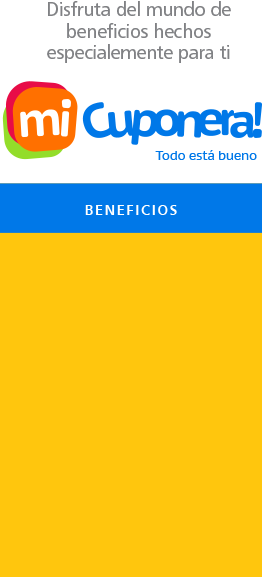 Disfruta del mundo de
beneficios hechos
especialemente para ti
mi Cuponera!
Todo está bueno
BENEFICIOS